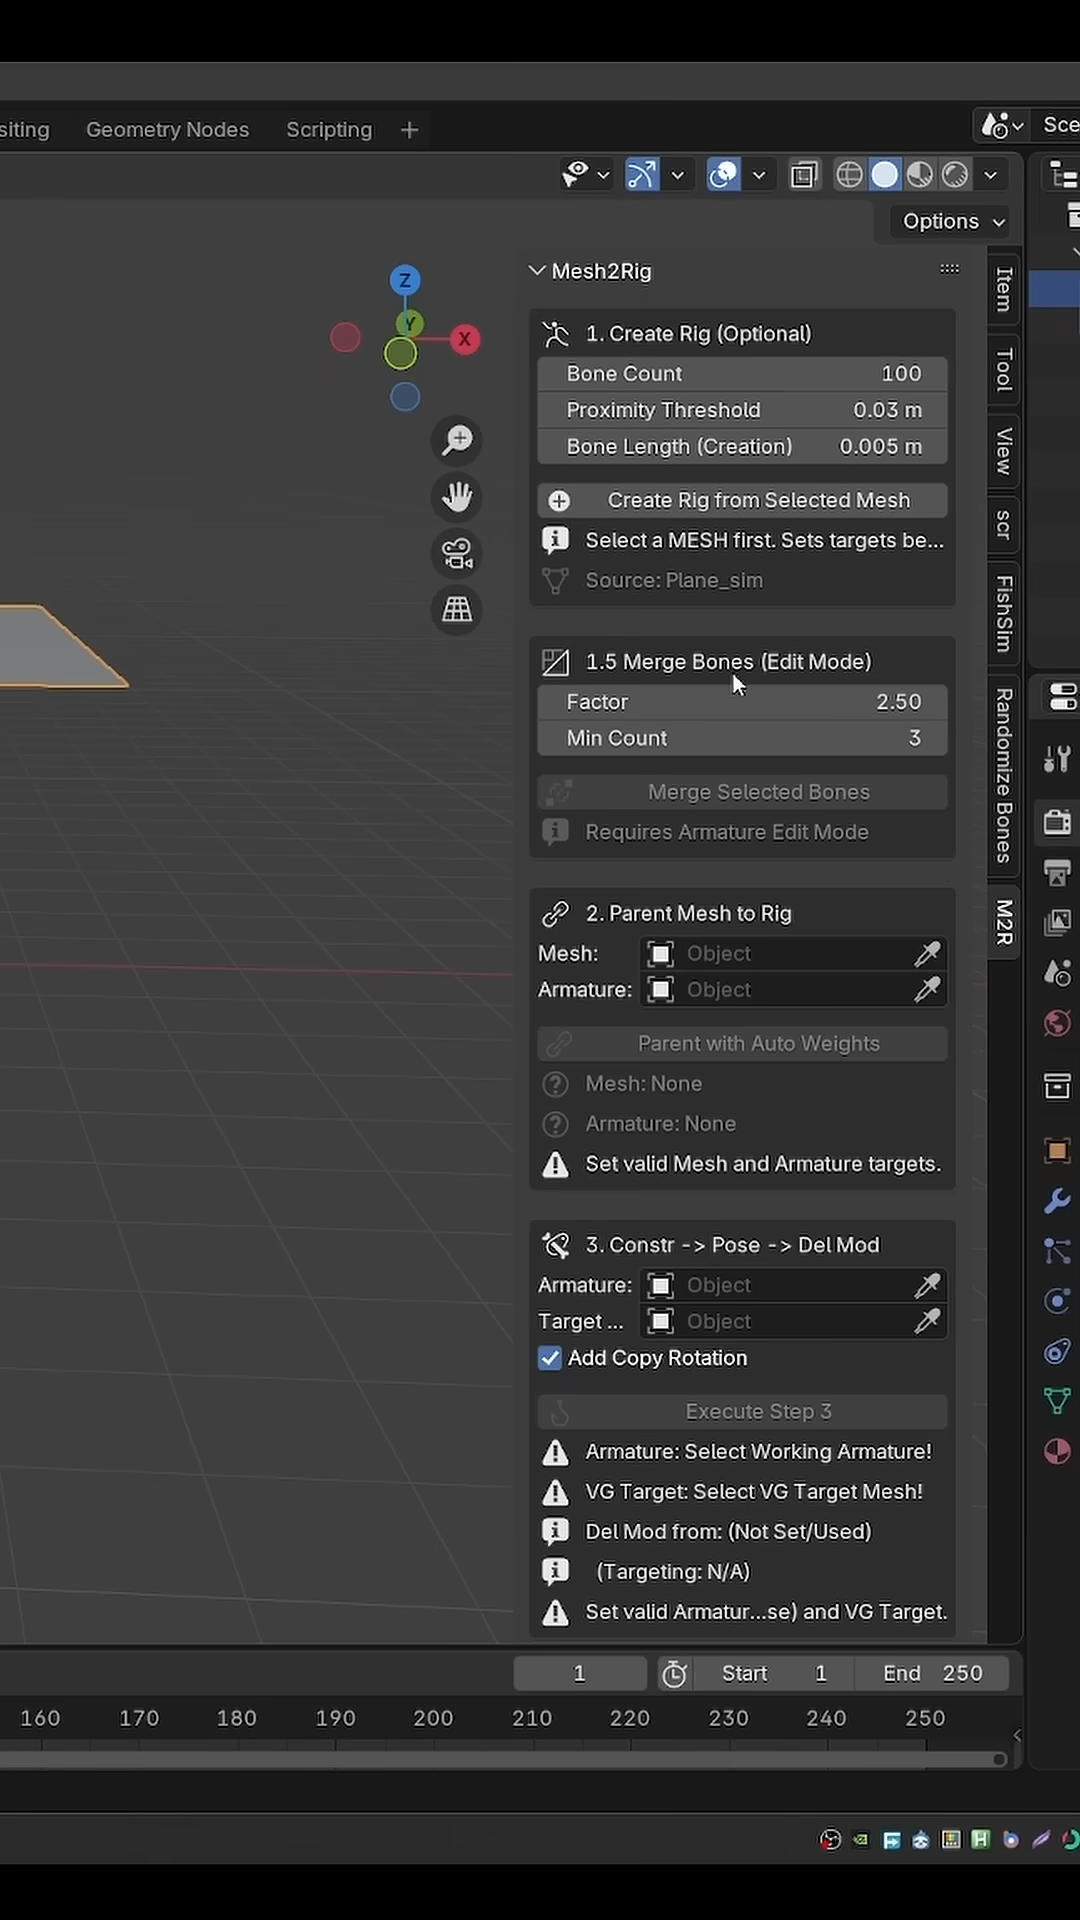 siting Geometry Nodes Scripting + Sce
Options
Mesh2Rig
Z
Y
X
1. Create Rig (Optional)
Bone Count 100
Proximity Threshold 0.03 m
Bone Length (Creation) 0.005 m
Create Rig from Selected Mesh
Select a MESH first. Sets targets be...
Source: Plane_sim
1.5 Merge Bones (Edit Mode)
Factor 2.50
Min Count 3
Merge Selected Bones
Requires Armature Edit Mode
2. Parent Mesh to Rig
Mesh: Object
Armature: Object
Parent with Auto Weights
Mesh: None
Armature: None
Set valid Mesh and Armature targets.
3. Constr -> Pose -> Del Mod
Armature: Object
Target ... Object
Add Copy Rotation
Execute Step 3
Armature: Select Working Armature!
VG Target: Select VG Target Mesh!
Del Mod from: (Not Set/Used)
(Targeting: N/A)
Set valid Armatur...se) and VG Target.
Item
Tool
View
scr
FishSim
Randomize Bones
M2R
1 Start 1 End 250
160 170 180 190 200 210 220 230 240 250